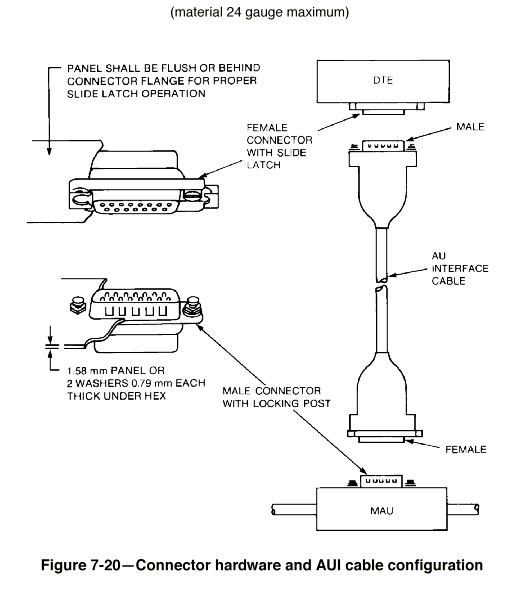 (material 24 gauge maximum)
PANEL SHALL BE FLUSH OR BEHIND
CONNECTOR FLANGE FOR PROPER
SLIDE LATCH OPERATION
DTE
FEMALE
CONNECTOR
WITH SLIDE
LATCH
MALE
AU
INTERFACE
CABLE
1.58 mm PANEL OR
2 WASHERS 0.79 mm EACH
THICK UNDER HEX
MALE CONNECTOR
WITH LOCKING POST
FEMALE
MAU
Figure 7-20—Connector hardware and AUI cable configuration